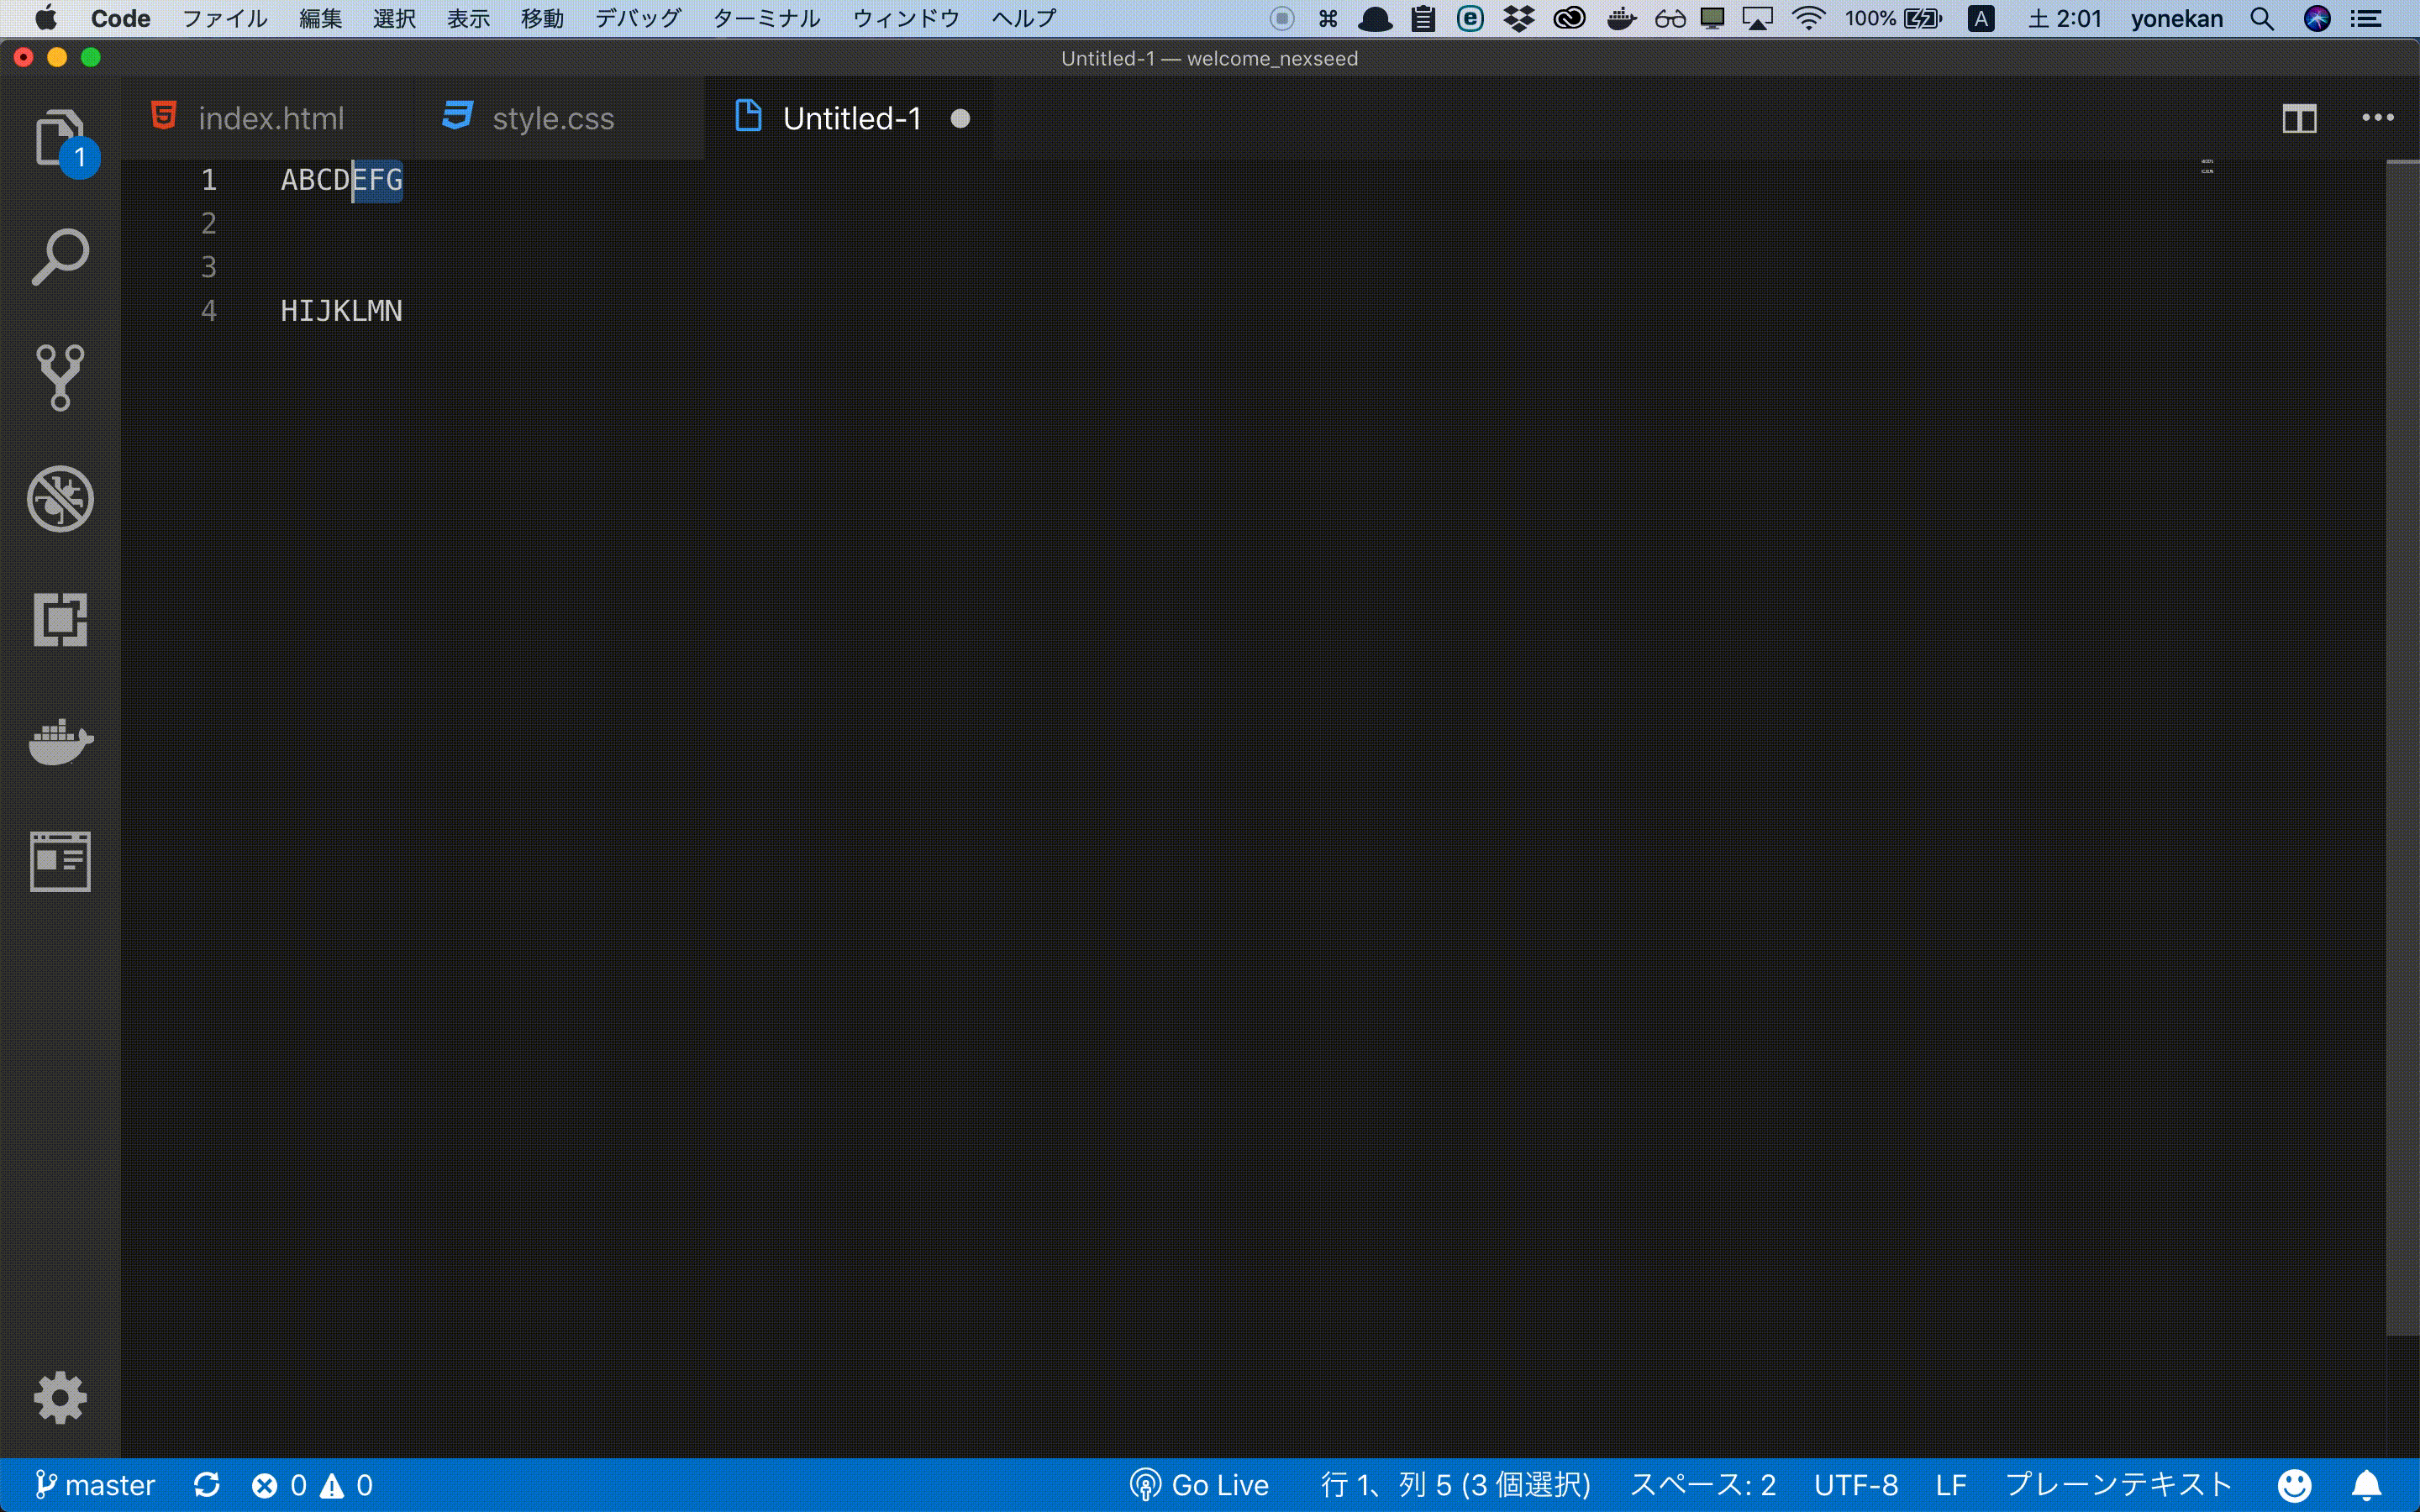 Code ファイル 編集 選択 表示 移動 デバッグ ターミナル ウィンドウ ヘルプ 100% A 土 2:01 yonekan
Untitled-1 — welcome_nexseed
index.html style.css Untitled-1
1
1 ABCDEFG
2
3
4 HIJKLMN
master 0 0 Go Live 行 1、列 5 (3 個選択) スペース: 2 UTF-8 LF プレーンテキスト